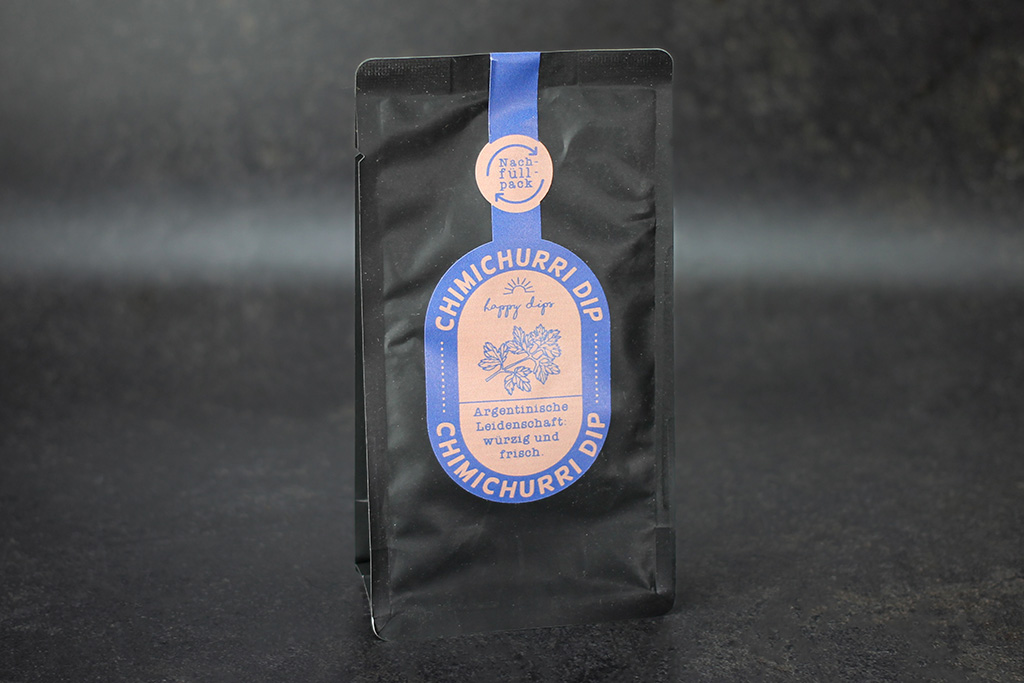 Nach-
füll-
pack
CHIMICHURRI DIP
happy dips
Argentinische
Leidenschaft:
würzig und
frisch.
CHIMICHURRI DIP